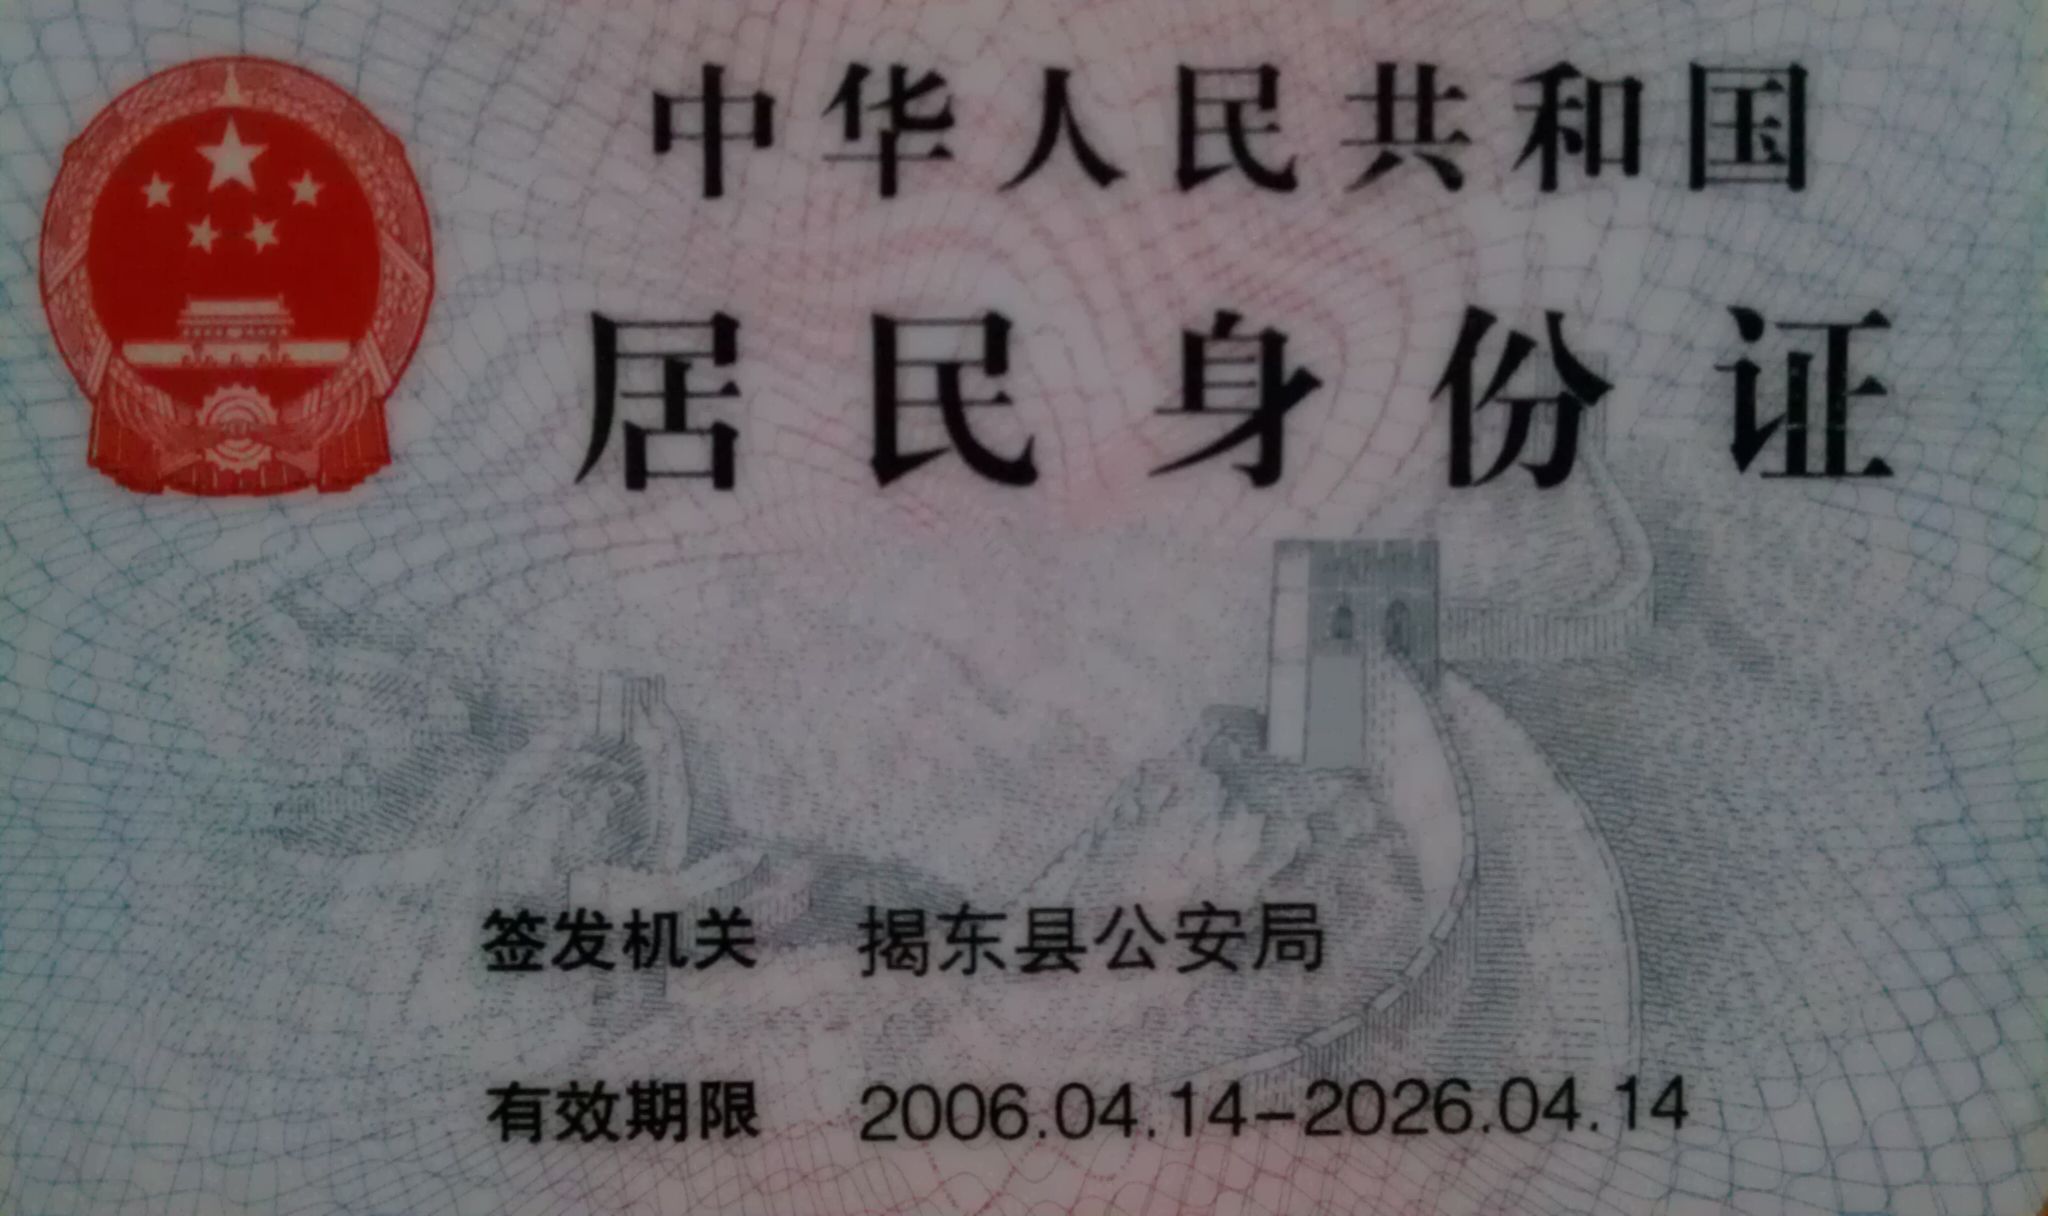 中华人民共和国
居民身份证
签发机关 揭东县公安局
有效期限 2006.04.14-2026.04.14